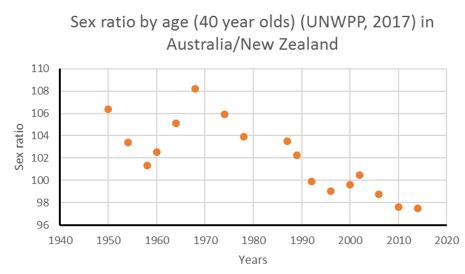 Sex ratio by age (40 year olds) (UNWPP, 2017) in
Australia/New Zealand
110
108
106
104
102
100
98
96
Sex ratio
1940 1950 1960 1970 1980 1990 2000 2010 2020
Years